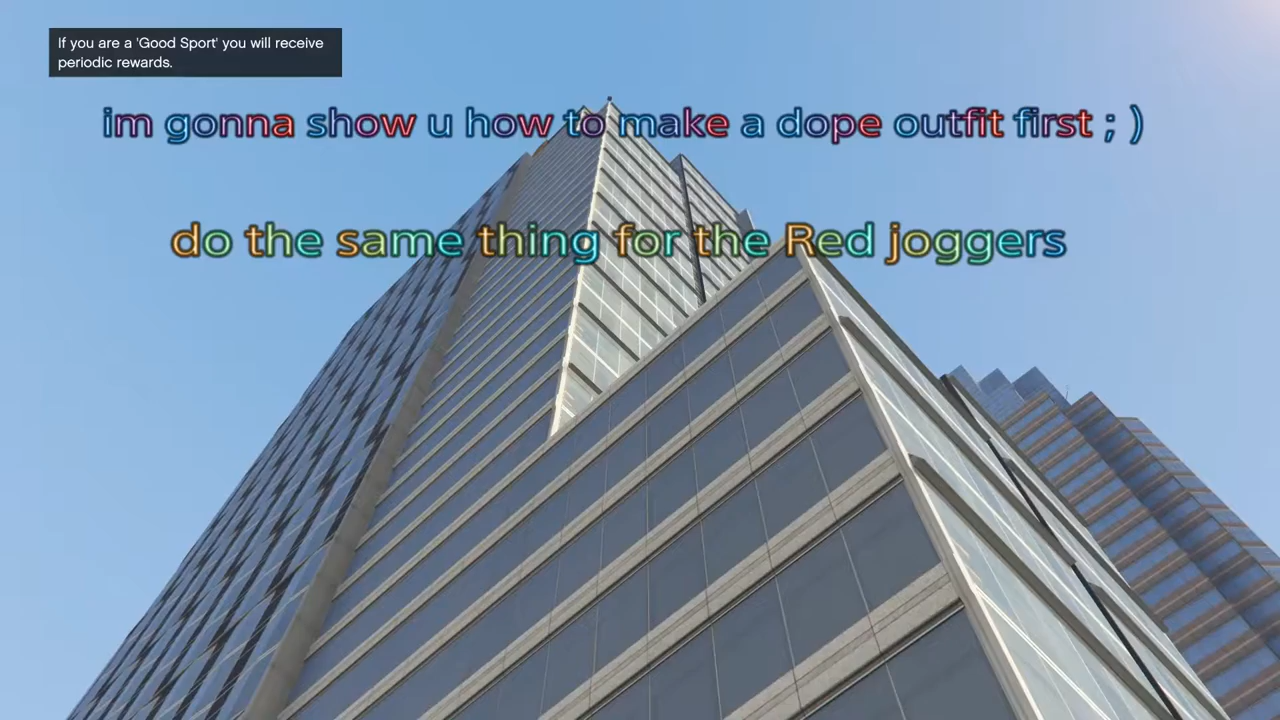 If you are a 'Good Sport' you will receive
periodic rewards.
im gonna show u how to make a dope outfit first ; )
do the same thing for the Red joggers